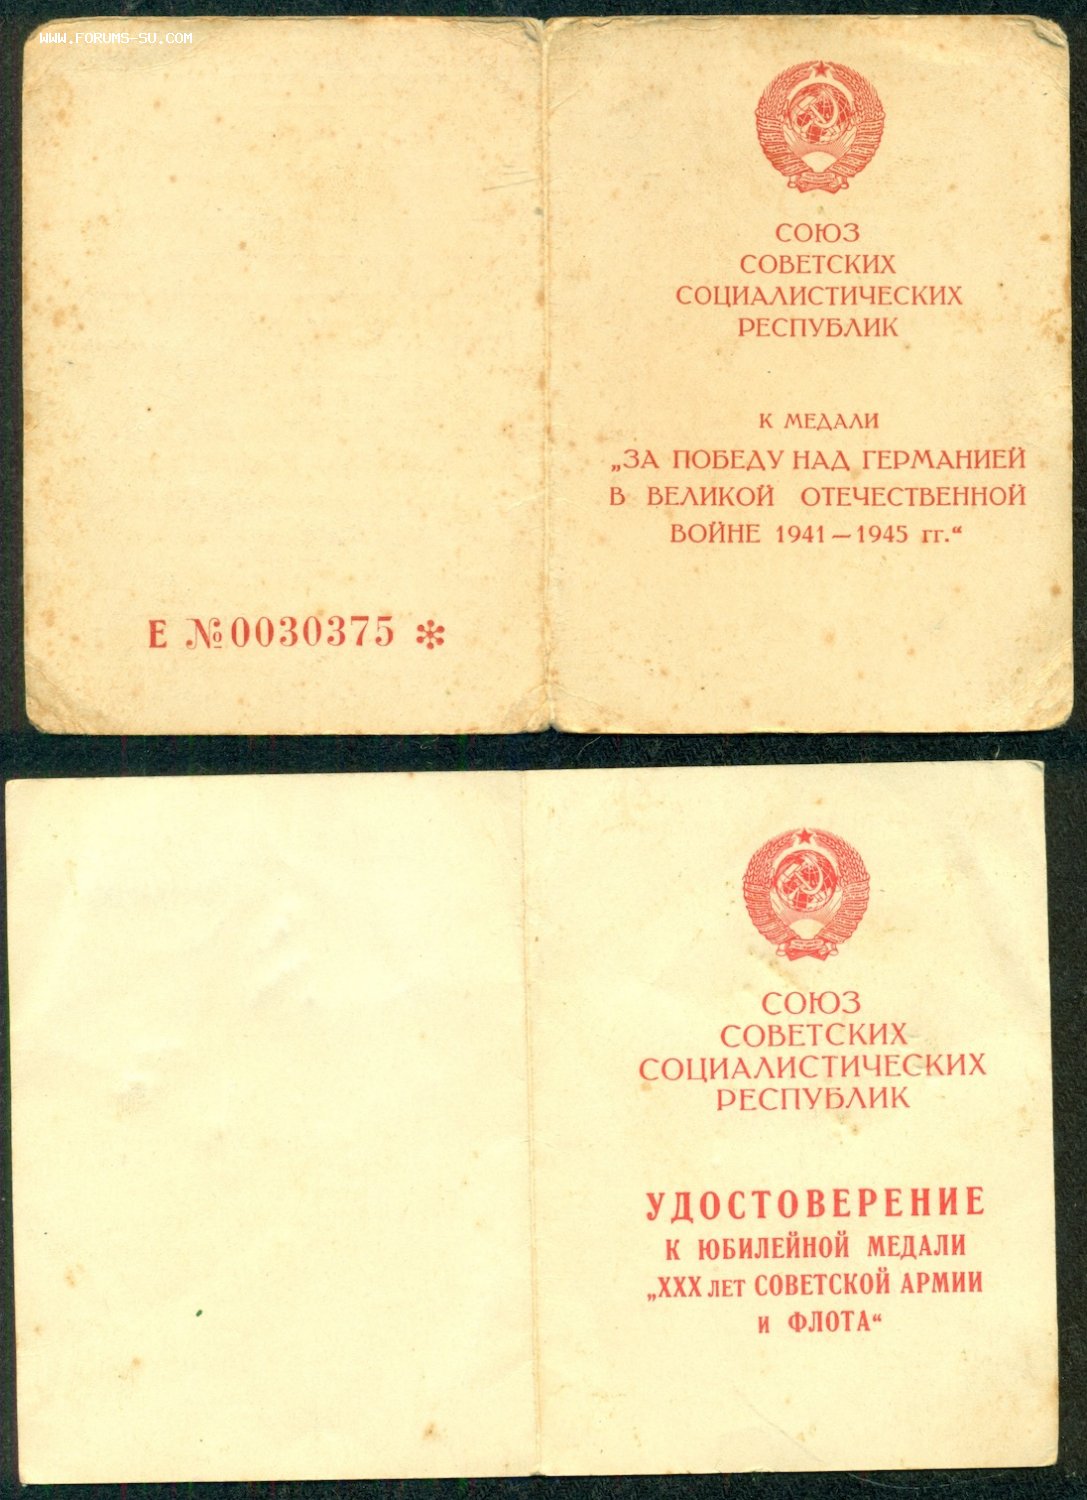 WWW.FORUMS-SU.COM
СОЮЗ
СОВЕТСКИХ
СОЦИАЛИСТИЧЕСКИХ
РЕСПУБЛИК
К МЕДАЛИ
„ЗА ПОБЕДУ НАД ГЕРМАНИЕЙ
В ВЕЛИКОЙ ОТЕЧЕСТВЕННОЙ
ВОЙНЕ 1941—1945 гг.“
Е №0030375 *
СОЮЗ
СОВЕТСКИХ
СОЦИАЛИСТИЧЕСКИХ
РЕСПУБЛИК
УДОСТОВЕРЕНИЕ
К ЮБИЛЕЙНОЙ МЕДАЛИ
„XXX ЛЕТ СОВЕТСКОЙ АРМИИ
И ФЛОТА“